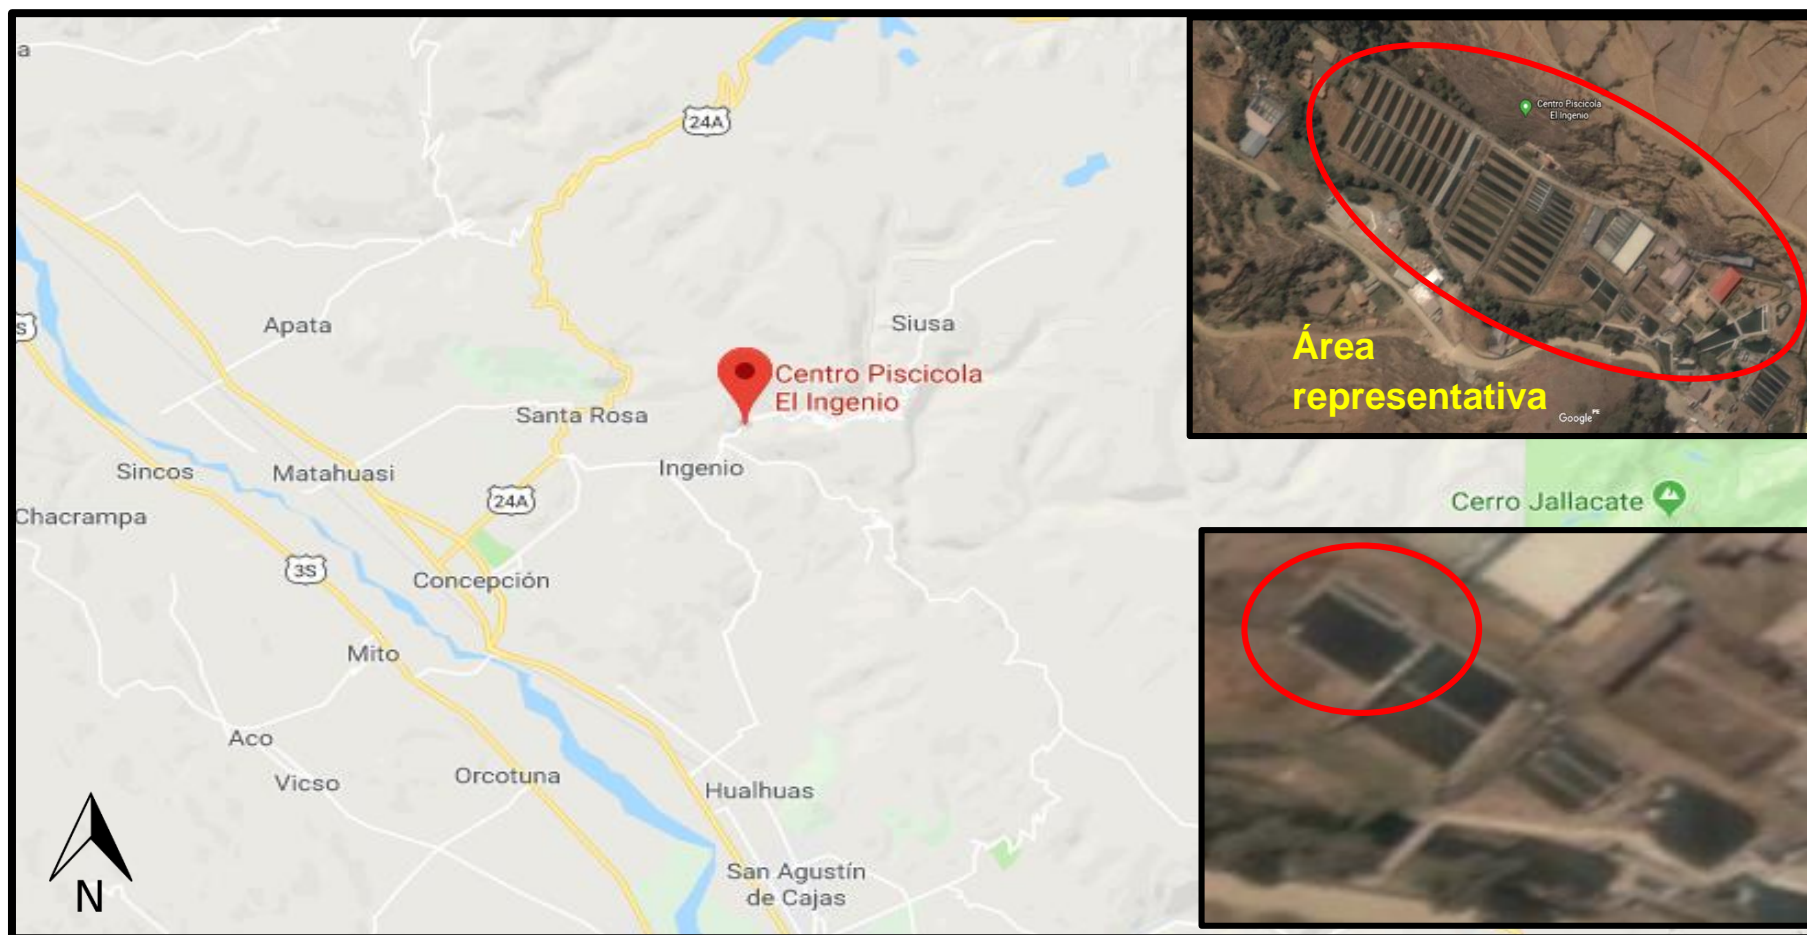 a
24A
S
Apata
Siusa
Centro Piscicola
El Ingenio
Santa Rosa
Sincos
Matahuasi
Ingenio
24A
Chacrampa
3S
Concepción
Mito
Aco
Vicso
Orcotuna
Hualhuas
San Agustín
de Cajas
N
Centro Piscicola
El Ingenio
Área
representativa
Google
Cerro Jallacate